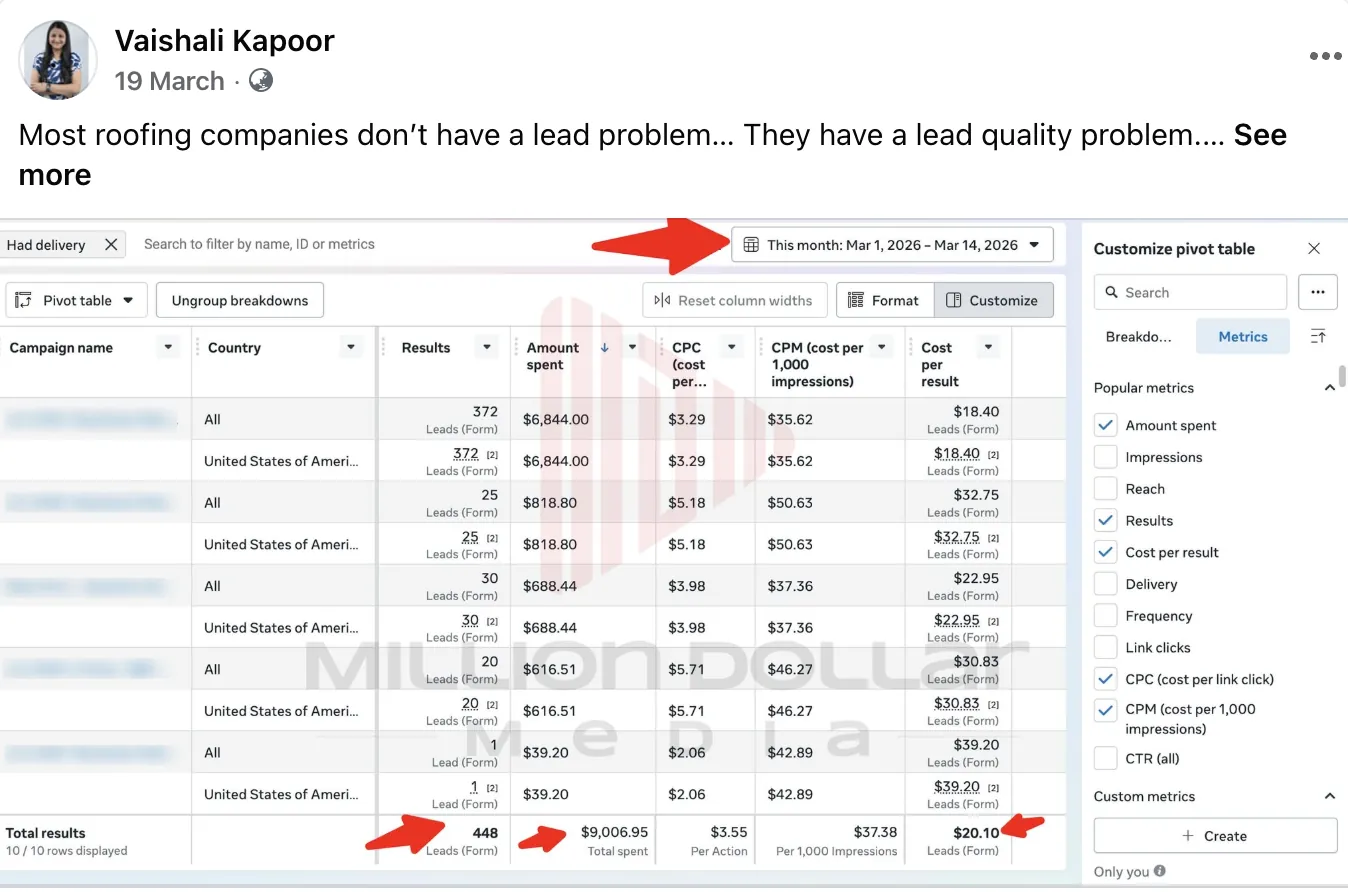 Vaishali Kapoor
19 March ·
Most roofing companies don't have a lead problem... They have a lead quality problem.... See
more
Had delivery
Search to filter by name, ID or metrics
This month: Mar 1, 2026 – Mar 14, 2026
Pivot table
Ungroup breakdowns
Reset column widths
Format
Customize
Campaign name
Country
Results
Amount
spent
CPC
(cost
per...
CPM (cost per
1,000
impressions)
Cost
per
result
All
372
Leads (Form)
$6,844.00
$3.29
$35.62
$18.40
Leads (Form)
United States of Ameri...
372 [2]
Leads (Form)
$6,844.00
$3.29
$35.62
$18.40 [2]
Leads (Form)
All
25
Leads (Form)
$818.80
$5.18
$50.63
$32.75
Leads (Form)
United States of Ameri...
25 [2]
Leads (Form)
$818.80
$5.18
$50.63
$32.75 [2]
Leads (Form)
All
30
Leads (Form)
$688.44
$3.98
$37.36
$22.95
Leads (Form)
United States of Ameri...
30 [2]
Leads (Form)
$688.44
$3.98
$37.36
$22.95 [2]
Leads (Form)
All
20
Leads (Form)
$616.51
$5.71
$46.27
$30.83
Leads (Form)
United States of Ameri...
20 [2]
Leads (Form)
$616.51
$5.71
$46.27
$30.83 [2]
Leads (Form)
All
1
Lead (Form)
$39.20
$2.06
$42.89
$39.20
Leads (Form)
United States of Ameri...
1 [2]
Lead (Form)
$39.20
$2.06
$42.89
$39.20 [2]
Leads (Form)
Total results
10 / 10 rows displayed
448
Leads (Form)
$9,006.95
Total spent
$3.55
Per Action
$37.38
Per 1,000 Impressions
$20.10
Leads (Form)
MILLION DOLLAR
MEDIA
Customize pivot table
Search
Breakdo...
Metrics
Popular metrics
Amount spent
Impressions
Reach
Results
Cost per result
Delivery
Frequency
Link clicks
CPC (cost per link click)
CPM (cost per 1,000
impressions)
CTR (all)
Custom metrics
+ Create
Only you